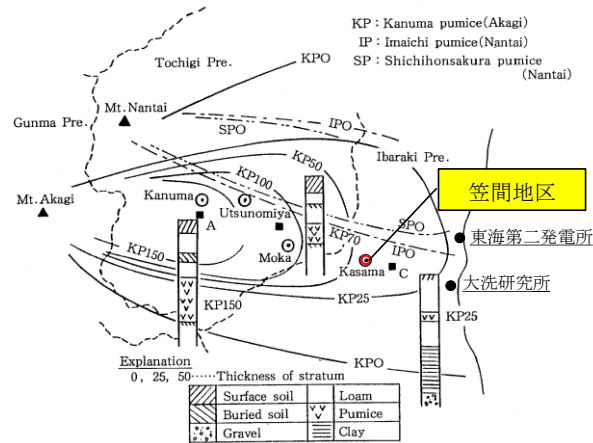 KP : Kanuma pumice(Akagi)
IP : Imaichi pumice(Nantai)
SP : Shichihonsakura pumice
(Nantai)
Tochigi Pre.
KPO
Mt. Nantai
Gunma Pre.
SPO
IPO
Ibaraki Pre.
KP50
KP100
笠間地区
Mt. Akagi
Kanuma
Utsunomiya
A
SPO
東海第二発電所
KP70
IPO
Moka
KP150
Kasama
C
大洗研究所
KP150
KP25
KP25
KPO
Explanation
0, 25, 50······Thickness of stratum
Surface soil
Loam
Buried soil
Pumice
Gravel
Clay